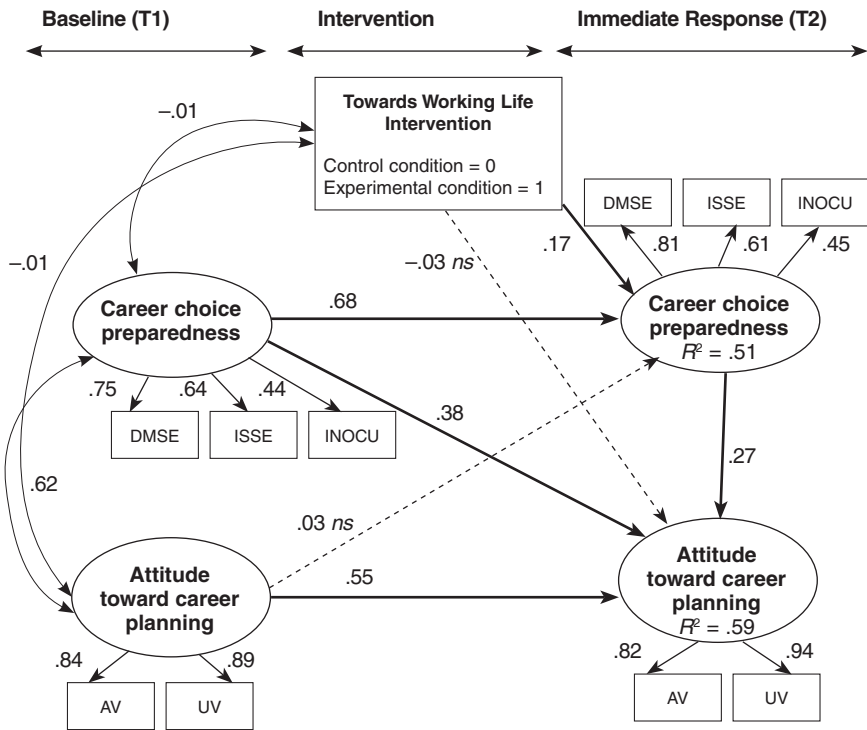 Baseline (T1)
Intervention
Immediate Response (T2)
Towards Working Life
Intervention
Control condition = 0
Experimental condition = 1
–.01
–.01
DMSE
ISSE
INOCU
.81
.61
.45
.17
–.03 ns
Career choice
preparedness
.68
Career choice
preparedness
R² = .51
.75
.64
.44
DMSE
ISSE
INOCU
.38
.27
.62
.03 ns
Attitude
toward career
planning
.55
Attitude
toward career
planning
R² = .59
.84
.89
AV
UV
.82
.94
AV
UV